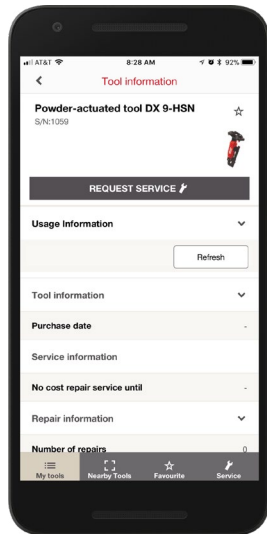 AT&T 8:28 AM 92%
Tool information
Powder-actuated tool DX 9-HSN
S/N:1059
REQUEST SERVICE
Usage Information
Refresh
Tool information
Purchase date -
Service information
No cost repair service until -
Repair information
Number of repairs 0
My tools Nearby Tools Favourite Service